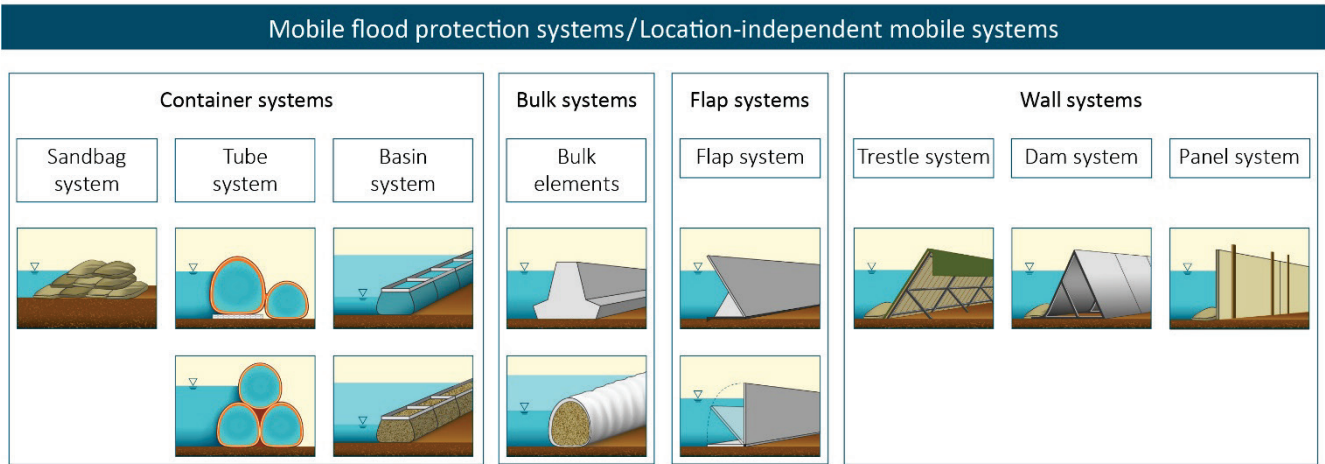 Mobile flood protection systems/Location-independent mobile systems
Container systems
Bulk systems
Flap systems
Wall systems
Sandbag
system
Tube
system
Basin
system
Bulk
elements
Flap system
Trestle system
Dam system
Panel system